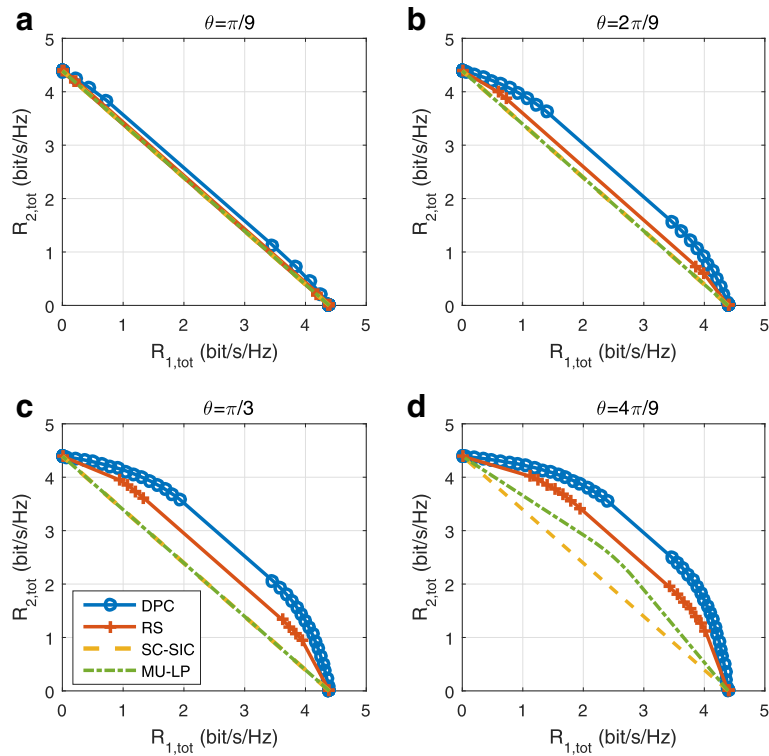 a
θ=π/9
5
4
3
2
1
0
R2,tot (bit/s/Hz)
0 1 2 3 4 5
R1,tot (bit/s/Hz)
b
θ=2π/9
5
4
3
2
1
0
R2,tot (bit/s/Hz)
0 1 2 3 4 5
R1,tot (bit/s/Hz)
c
θ=π/3
5
4
3
2
1
0
R2,tot (bit/s/Hz)
DPC
RS
SC-SIC
MU-LP
0 1 2 3 4 5
R1,tot (bit/s/Hz)
d
θ=4π/9
5
4
3
2
1
0
R2,tot (bit/s/Hz)
0 1 2 3 4 5
R1,tot (bit/s/Hz)